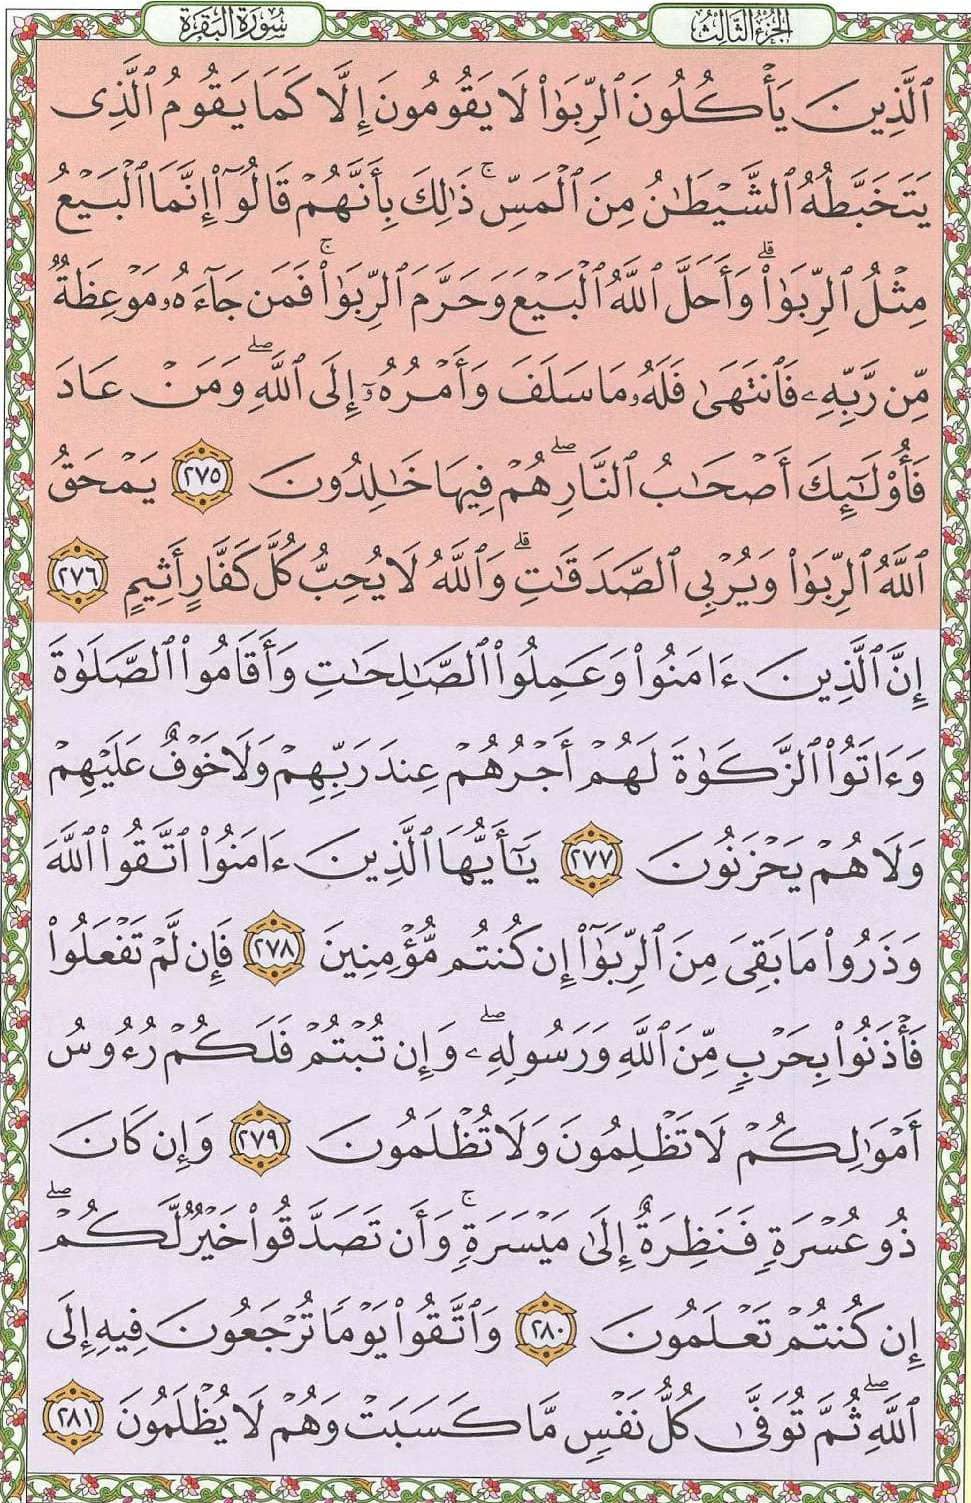 الجزء الثالث
سورة البقرة
ٱلَّذِينَ يَأْكُلُونَ ٱلرِّبَوٰا۟ لَا يَقُومُونَ إِلَّا كَمَا يَقُومُ ٱلَّذِى
يَتَخَبَّطُهُ ٱلشَّيْطَـٰنُ مِنَ ٱلْمَسِّ ۚ ذَٰلِكَ بِأَنَّهُمْ قَالُوٓا۟ إِنَّمَا ٱلْبَيْعُ
مِثْلُ ٱلرِّبَوٰا۟ ۗ وَأَحَلَّ ٱللَّهُ ٱلْبَيْعَ وَحَرَّمَ ٱلرِّبَوٰا۟ ۚ فَمَن جَآءَهُۥ مَوْعِظَةٌ
مِّن رَّبِّهِۦ فَٱنتَهَىٰ فَلَهُۥ مَا سَلَفَ وَأَمْرُهُۥٓ إِلَى ٱللَّهِ ۖ وَمَنْ عَادَ
فَأُو۟لَـٰٓئِكَ أَصْحَـٰبُ ٱلنَّارِ ۖ هُمْ فِيهَا خَـٰلِدُونَ ٢٧٥ يَمْحَقُ
ٱللَّهُ ٱلرِّبَوٰا۟ وَيُرْبِى ٱلصَّدَقَـٰتِ ۗ وَٱللَّهُ لَا يُحِبُّ كُلَّ كَفَّارٍ أَثِيمٍ ٢٧٦
إِنَّ ٱلَّذِينَ ءَامَنُوا۟ وَعَمِلُوا۟ ٱلصَّـٰلِحَـٰتِ وَأَقَامُوا۟ ٱلصَّلَوٰةَ
وَءَاتَوُا۟ ٱلزَّكَوٰةَ لَهُمْ أَجْرُهُمْ عِندَ رَبِّهِمْ وَلَا خَوْفٌ عَلَيْهِمْ
وَلَا هُمْ يَحْزَنُونَ ٢٧٧ يَـٰٓأَيُّهَا ٱلَّذِينَ ءَامَنُوا۟ ٱتَّقُوا۟ ٱللَّهَ
وَذَرُوا۟ مَا بَقِىَ مِنَ ٱلرِّبَوٰٓا۟ إِن كُنتُم مُّؤْمِنِينَ ٢٧٨ فَإِن لَّمْ تَفْعَلُوا۟
فَأْذَنُوا۟ بِحَرْبٍ مِّنَ ٱللَّهِ وَرَسُولِهِۦ ۖ وَإِن تُبْتُمْ فَلَكُمْ رُءُوسُ
أَمْوَٰلِكُمْ لَا تَظْلِمُونَ وَلَا تُظْلَمُونَ ٢٧٩ وَإِن كَانَ
ذُو عُسْرَةٍ فَنَظِرَةٌ إِلَىٰ مَيْسَرَةٍ ۚ وَأَن تَصَدَّقُوا۟ خَيْرٌ لَّكُمْ ۖ
إِن كُنتُمْ تَعْلَمُونَ ٢٨٠ وَٱتَّقُوا۟ يَوْمًا تُرْجَعُونَ فِيهِ إِلَى
ٱللَّهِ ۖ ثُمَّ تُوَفَّىٰ كُلُّ نَفْسٍ مَّا كَسَبَتْ وَهُمْ لَا يُظْلَمُونَ ٢٨١